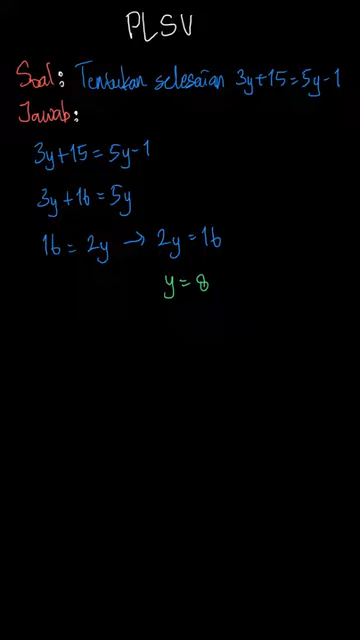 PLSV
Soal: Tentukan selesaian 3y+15=5y-1
Jawab:
3y+15=5y-1
3y+16=5y
16=2y → 2y=16
y=8